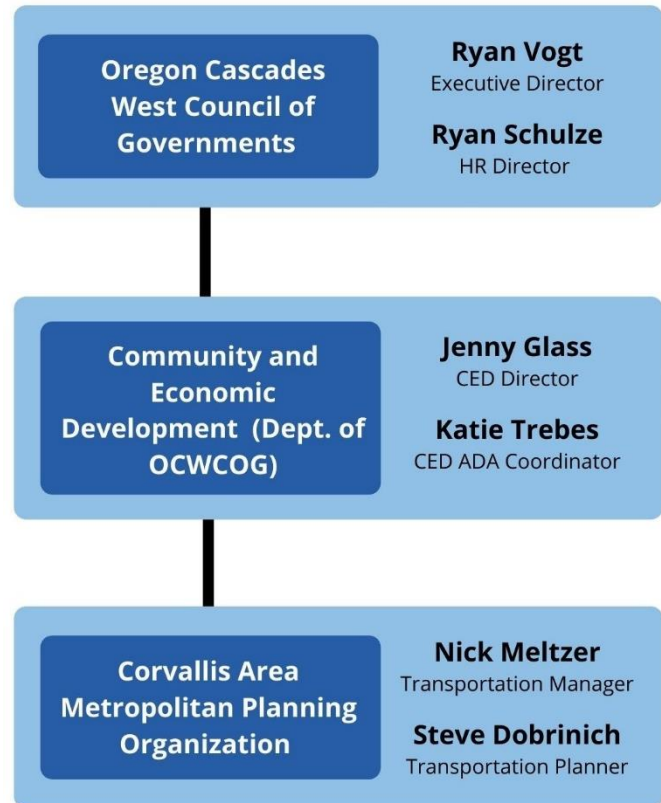 Oregon Cascades
West Council of
Governments
Ryan Vogt
Executive Director
Ryan Schulze
HR Director
Community and
Economic
Development (Dept. of
OCWCOG)
Jenny Glass
CED Director
Katie Trebes
CED ADA Coordinator
Corvallis Area
Metropolitan Planning
Organization
Nick Meltzer
Transportation Manager
Steve Dobrinich
Transportation Planner